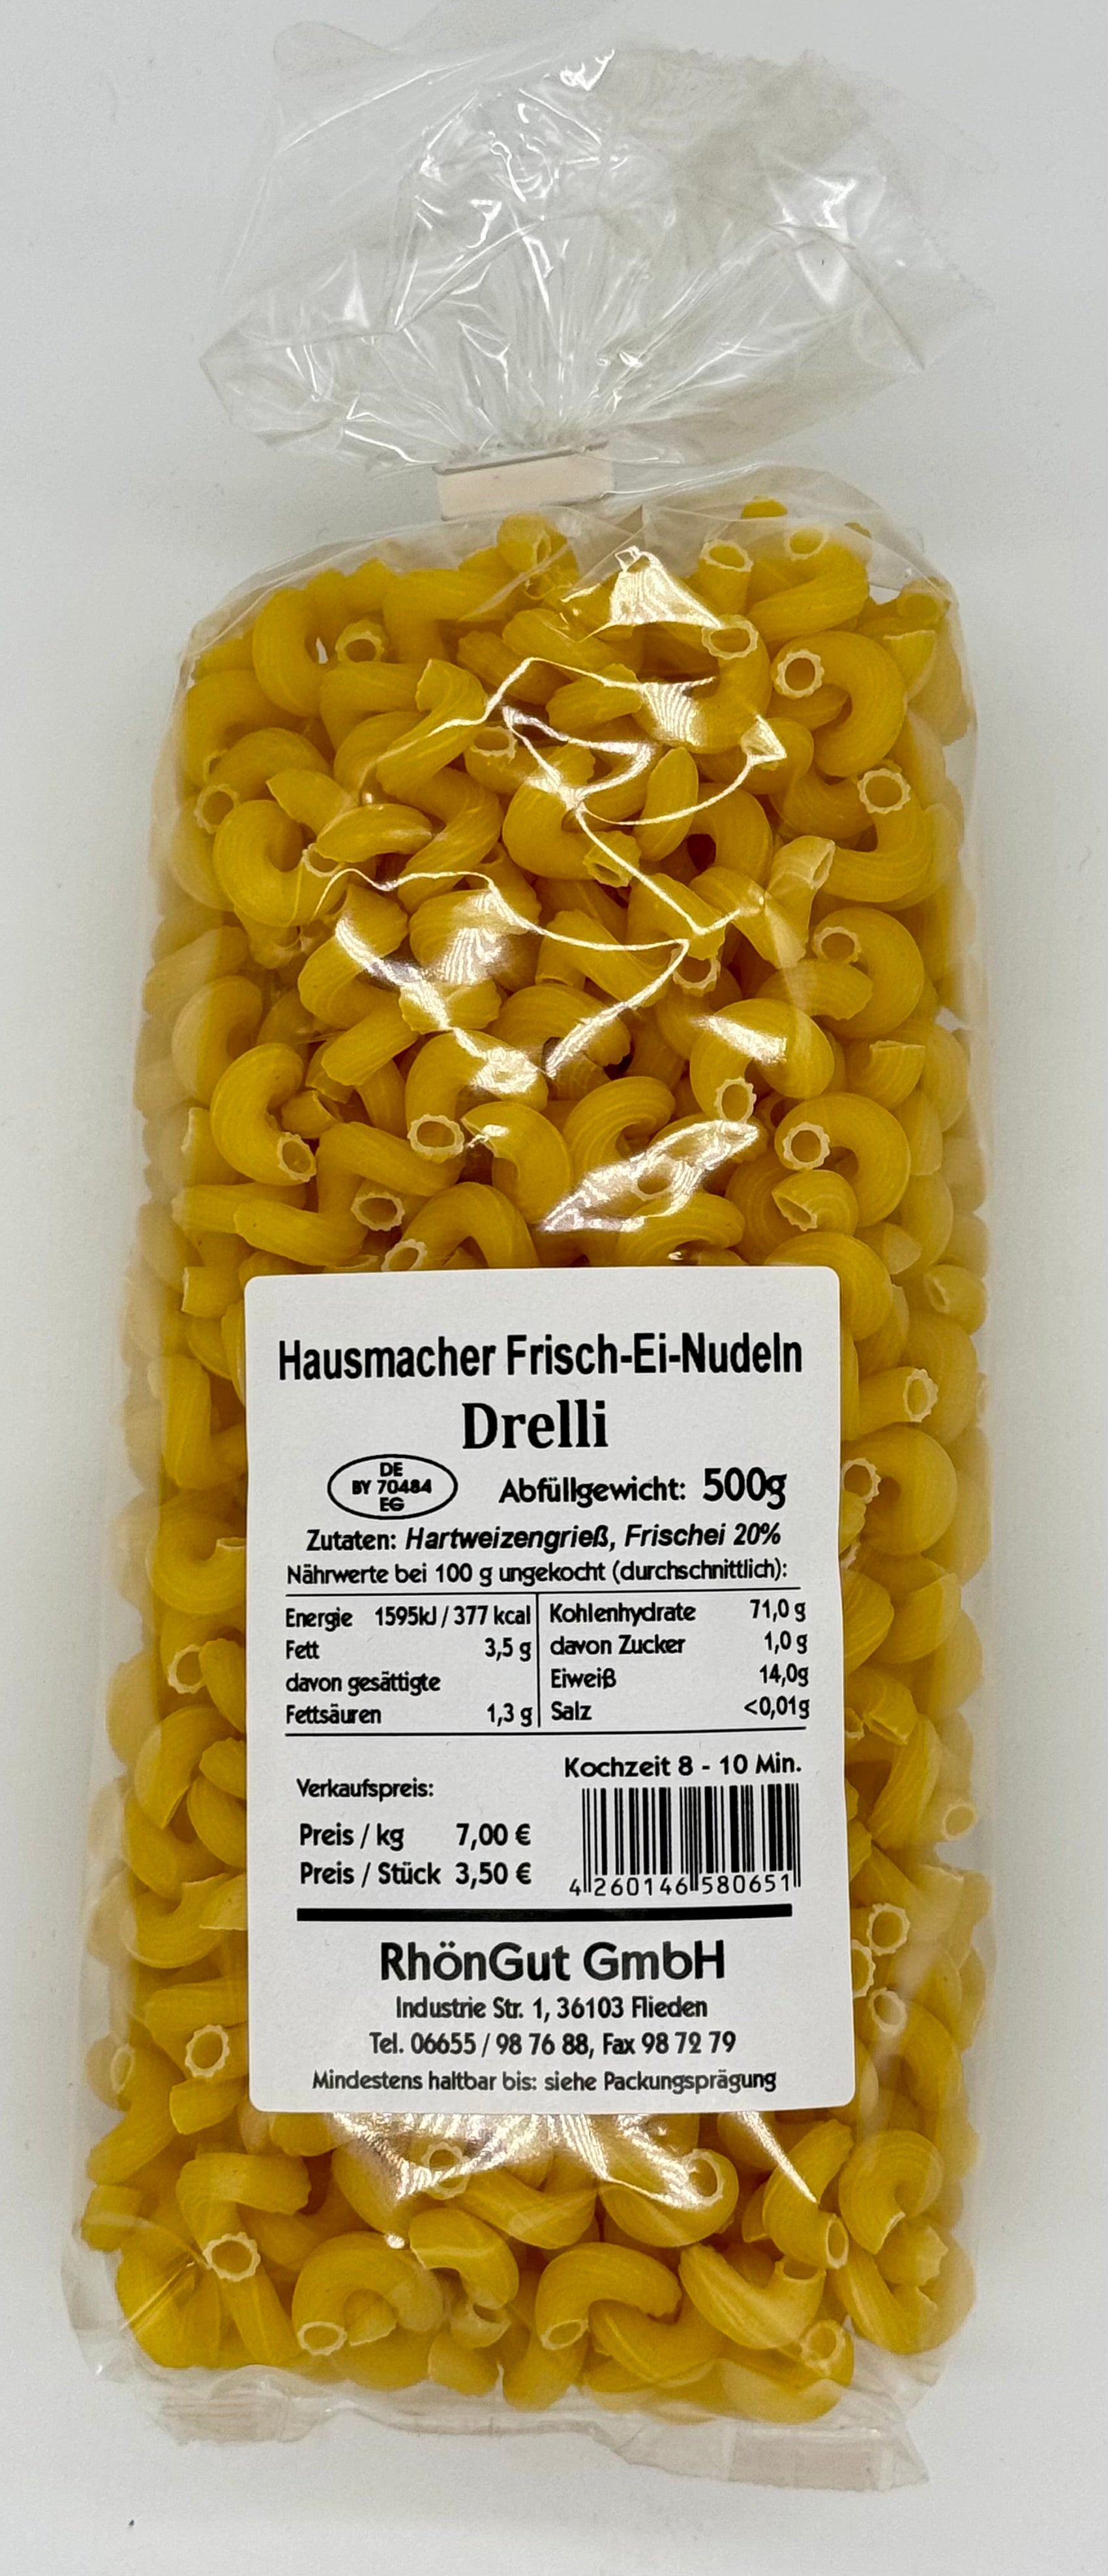 Hausmacher Frisch-Ei-Nudeln
Drelli
DE
BY 70484
EG
Abfüllgewicht: 500g
Zutaten: Hartweizengrieß, Frischei 20%
Nährwerte bei 100 g ungekocht (durchschnittlich):
Energie 1595kJ / 377 kcal
Fett 3,5 g
davon gesättigte
Fettsäuren 1,3 g
Kohlenhydrate 71,0 g
davon Zucker 1,0 g
Eiweiß 14,0g
Salz <0,01g
Kochzeit 8 - 10 Min.
Verkaufspreis:
Preis / kg 7,00 €
Preis / Stück 3,50 €
4 260146 580651
RhönGut GmbH
Industrie Str. 1, 36103 Flieden
Tel. 06655 / 98 76 88, Fax 98 72 79
Mindestens haltbar bis: siehe Packungsprägung